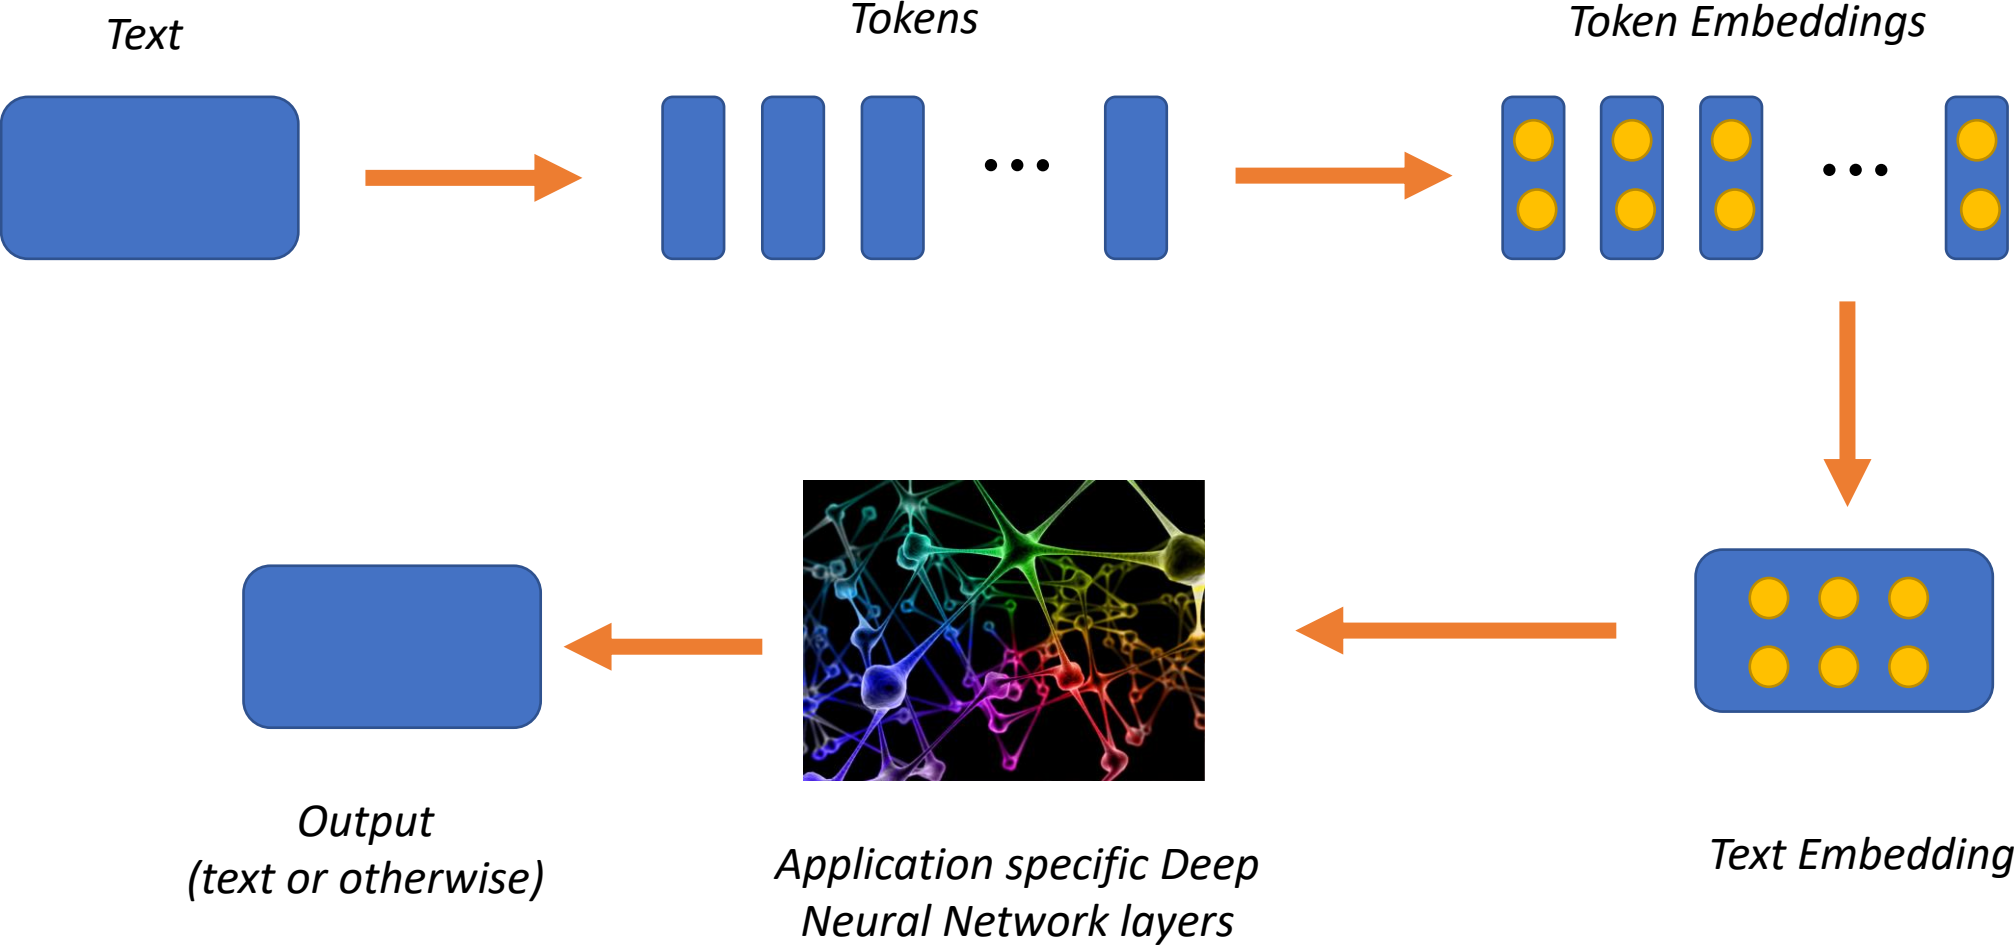 Text
Tokens
Token Embeddings
Text Embedding
Application specific Deep
Neural Network layers
Output
(text or otherwise)